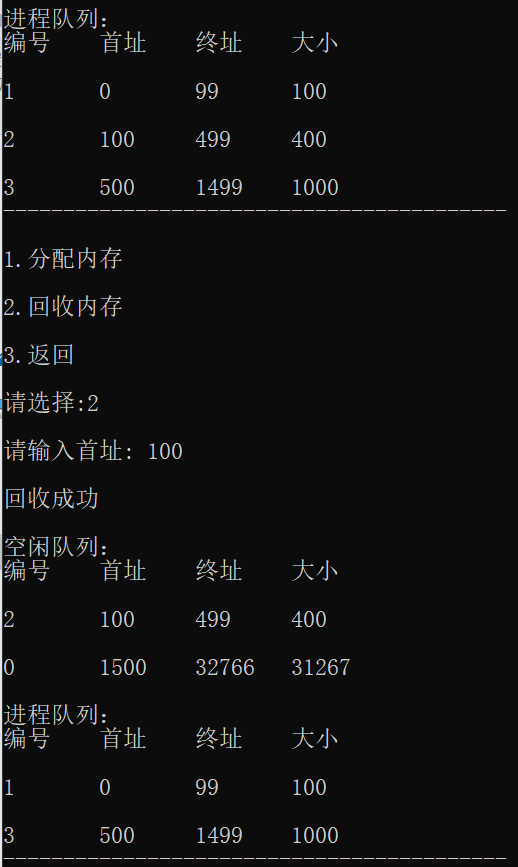 进程队列:
编号 首址 终址 大小
1 0 99 100
2 100 499 400
3 500 1499 1000
------------------------------------------
1.分配内存
2.回收内存
3.返回
请选择:2
请输入首址: 100
回收成功
空闲队列:
编号 首址 终址 大小
2 100 499 400
0 1500 32766 31267
进程队列:
编号 首址 终址 大小
1 0 99 100
3 500 1499 1000
------------------------------------------